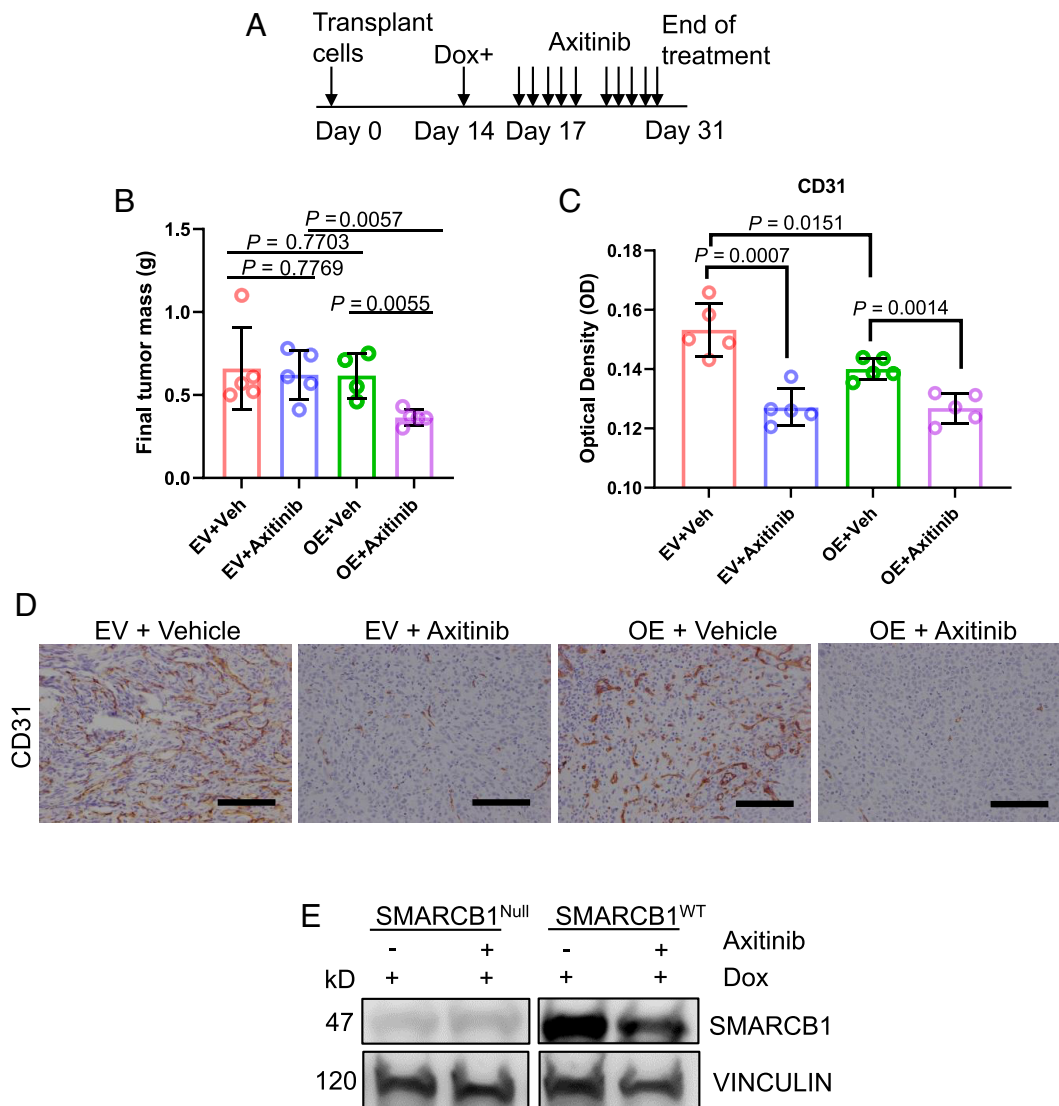 A
Transplant cells
Dox+
Axitinib
End of treatment
Day 0
Day 14
Day 17
Day 31
B
P = 0.0057
P = 0.7703
P = 0.7769
P = 0.0055
Final tumor mass (g)
1.5
1.0
0.5
0.0
EV+Veh
EV+Axitinib
OE+Veh
OE+Axitinib
C
CD31
P = 0.0151
P = 0.0007
P = 0.0014
Optical Density (OD)
0.20
0.18
0.16
0.14
0.12
0.10
EV+Veh
EV+Axitinib
OE+Veh
OE+Axitinib
D
EV + Vehicle
EV + Axitinib
OE + Vehicle
OE + Axitinib
CD31
E
SMARCB1Null
SMARCB1WT
- + - + Axitinib
kD + + + + Dox
47 SMARCB1
120 VINCULIN